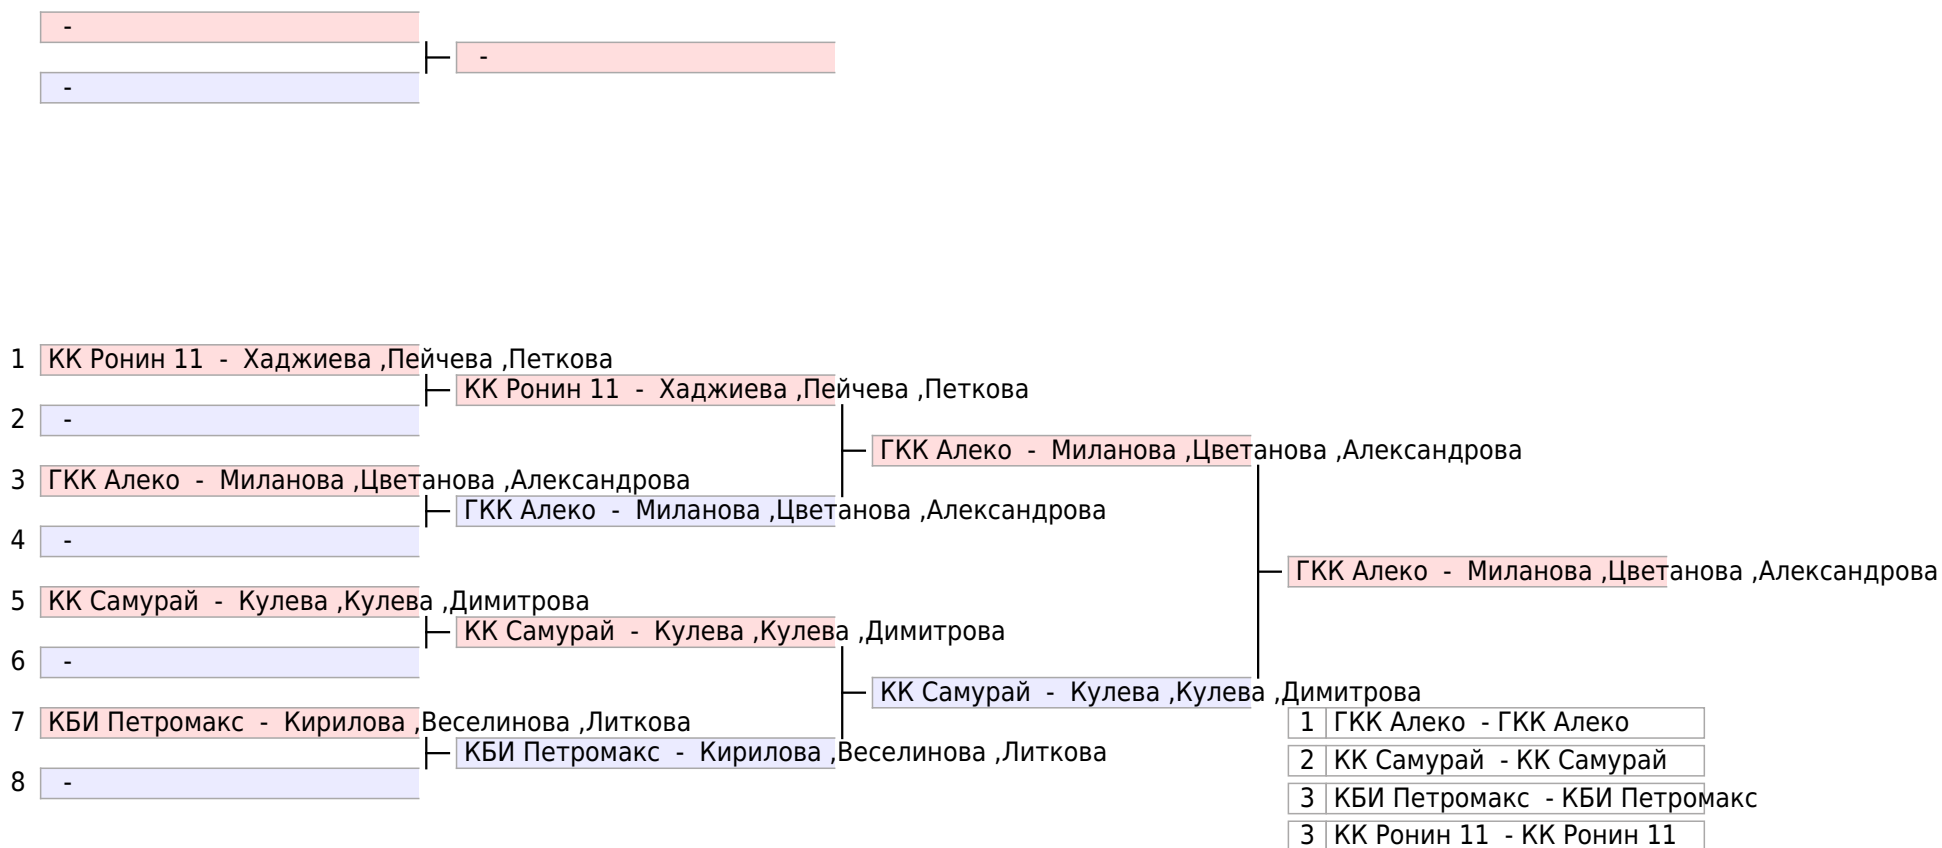 -
-
-
1 КК Ронин 11 - Хаджиева ,Пейчева ,Петкова
КК Ронин 11 - Хаджиева ,Пейчева ,Петкова
2 -
ГКК Алеко - Миланова ,Цветанова ,Александрова
3 ГКК Алеко - Миланова ,Цветанова ,Александрова
ГКК Алеко - Миланова ,Цветанова ,Александрова
4 -
ГКК Алеко - Миланова ,Цветанова ,Александрова
5 КК Самурай - Кулева ,Кулева ,Димитрова
КК Самурай - Кулева ,Кулева ,Димитрова
6 -
КК Самурай - Кулева ,Кулева ,Димитрова
7 КБИ Петромакс - Кирилова ,Веселинова ,Литкова
КБИ Петромакс - Кирилова ,Веселинова ,Литкова
8 -
1 ГКК Алеко - ГКК Алеко
2 КК Самурай - КК Самурай
3 КБИ Петромакс - КБИ Петромакс
3 КК Ронин 11 - КК Ронин 11